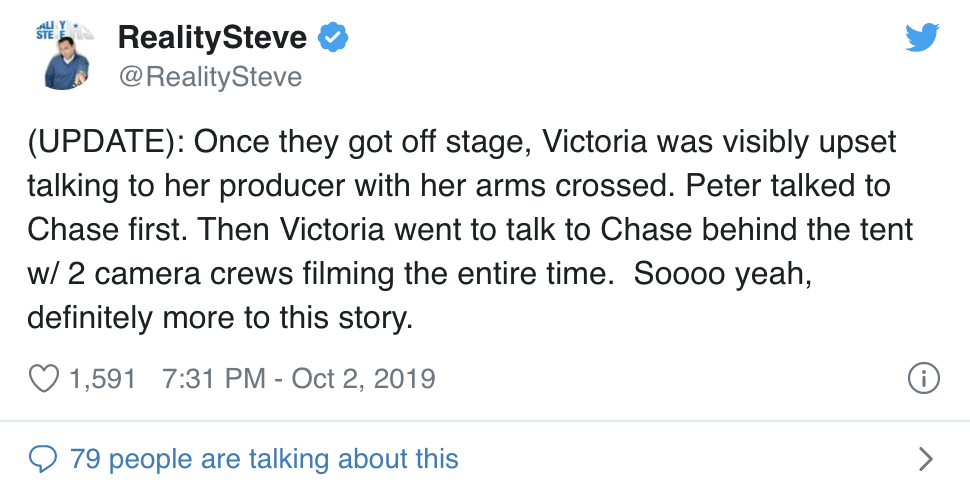 RealitySteve
@RealitySteve
(UPDATE): Once they got off stage, Victoria was visibly upset
talking to her producer with her arms crossed. Peter talked to
Chase first. Then Victoria went to talk to Chase behind the tent
w/ 2 camera crews filming the entire time.  Soooo yeah,
definitely more to this story.
1,591 7:31 PM - Oct 2, 2019
79 people are talking about this